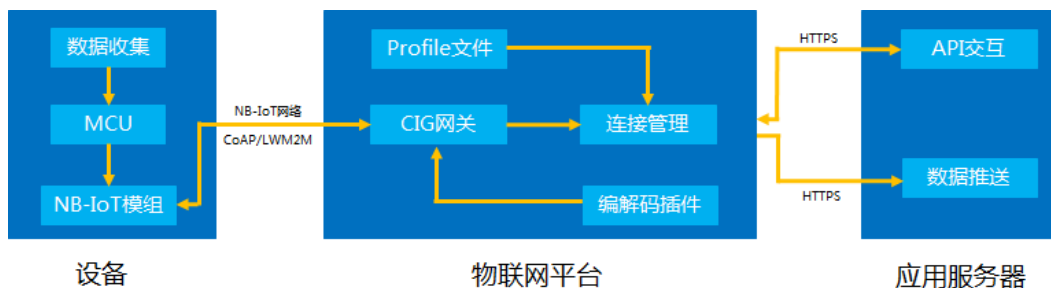 数据收集
MCU
NB-IoT模组
设备
NB-IoT网络
CoAP/LWM2M
Profile文件
CIG网关
连接管理
编解码插件
物联网平台
HTTPS
HTTPS
API交互
数据推送
应用服务器